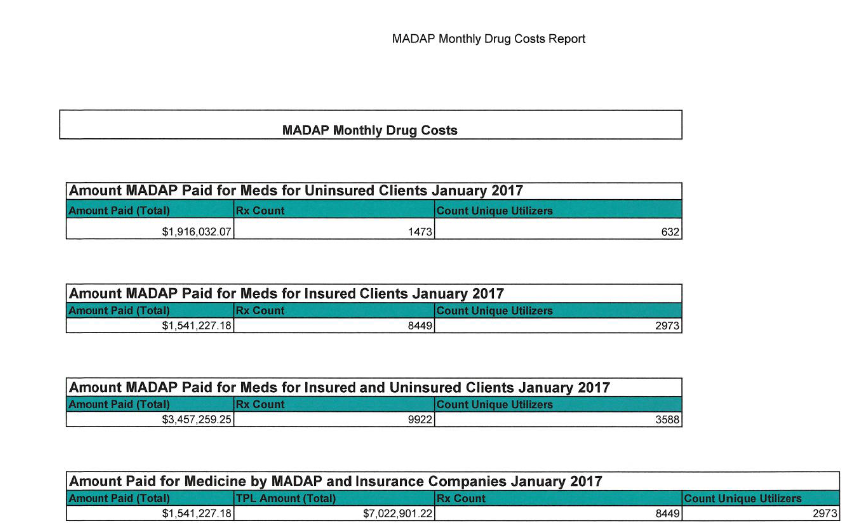 MADAP Monthly Drug Costs Report
MADAP Monthly Drug Costs
Amount MADAP Paid for Meds for Uninsured Clients January 2017
Amount Paid (Total) Rx Count Count Unique Utilizers
$1,916,032.07 1473 632
Amount MADAP Paid for Meds for Insured Clients January 2017
Amount Paid (Total) Rx Count Count Unique Utilizers
$1,541,227.18 8449 2973
Amount MADAP Paid for Meds for Insured and Uninsured Clients January 2017
Amount Paid (Total) Rx Count Count Unique Utilizers
$3,457,259.25 9922 3588
Amount Paid for Medicine by MADAP and Insurance Companies January 2017
Amount Paid (Total) TPL Amount (Total) Rx Count Count Unique Utilizers
$1,541,227.18 $7,022,901.22 8449 2973